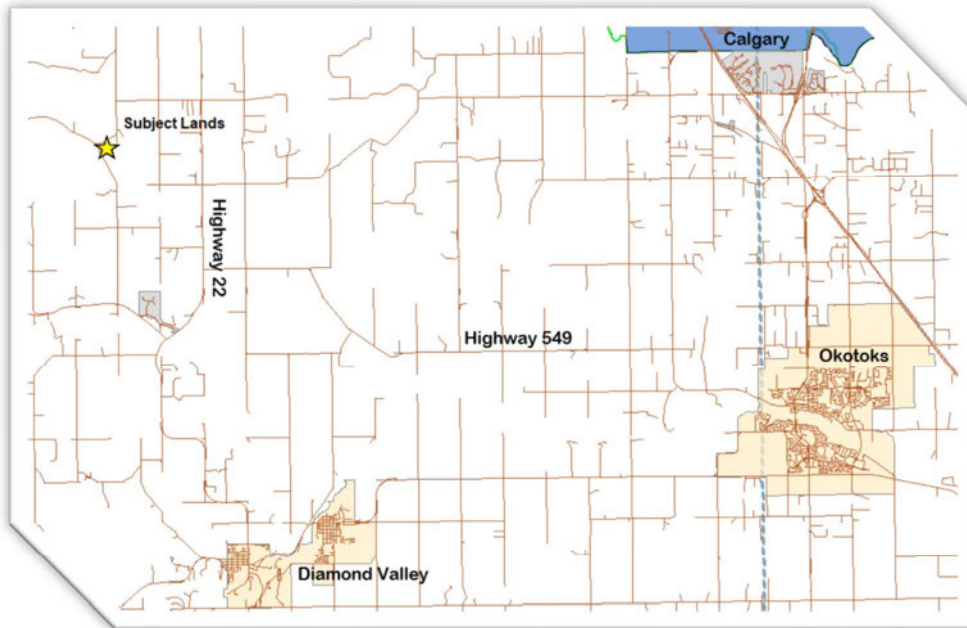 Calgary
Subject Lands
Highway 22
Highway 549
Okotoks
Diamond Valley